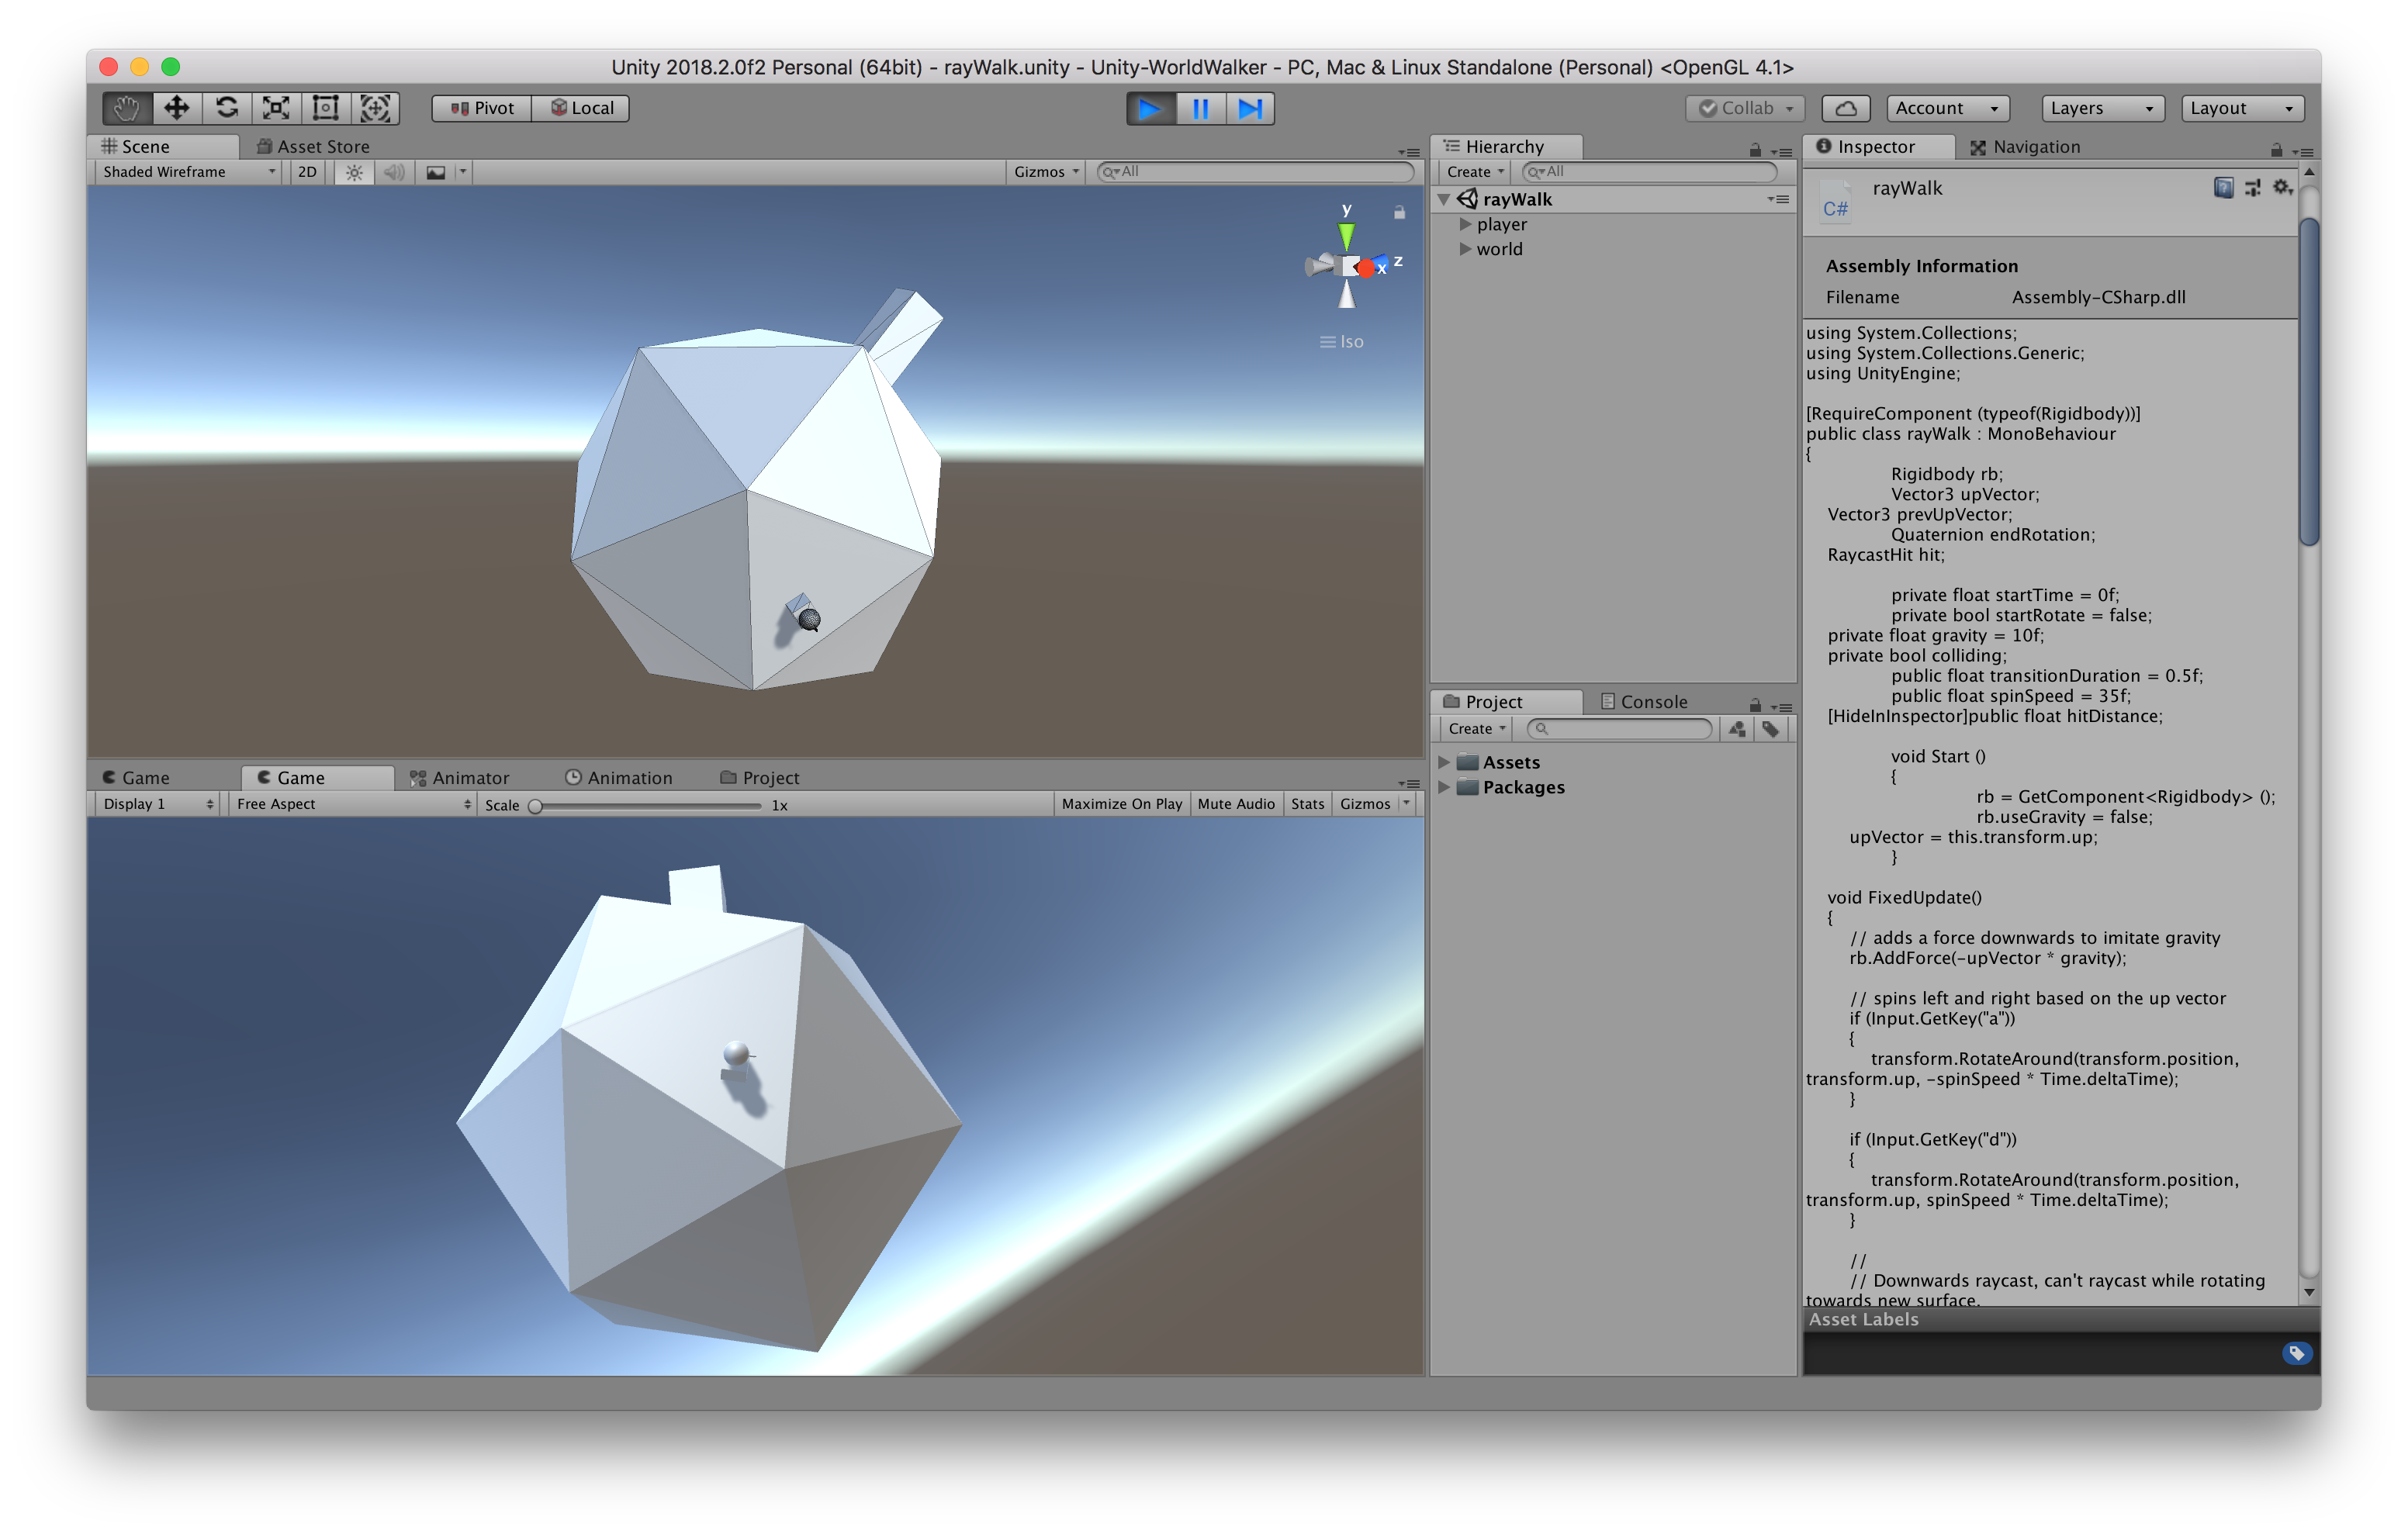 Unity 2018.2.0f2 Personal (64bit) - rayWalk.unity - Unity-WorldWalker - PC, Mac & Linux Standalone (Personal) <OpenGL 4.1>
Pivot Local Collab Account Layers Layout
Scene Asset Store
Shaded Wireframe 2D Gizmos All
y
z
x
Iso
Game Game Animator Animation Project
Display 1 Free Aspect Scale 1x Maximize On Play Mute Audio Stats Gizmos
Hierarchy
Create All
rayWalk
player
world
Project Console
Create
Assets
Packages
Inspector Navigation
C# rayWalk
Assembly Information
Filename Assembly-CSharp.dll
using System.Collections;
using System.Collections.Generic;
using UnityEngine;
[RequireComponent (typeof(Rigidbody))]
public class rayWalk : MonoBehaviour
{
Rigidbody rb;
Vector3 upVector;
Vector3 prevUpVector;
Quaternion endRotation;
RaycastHit hit;
private float startTime = 0f;
private bool startRotate = false;
private float gravity = 10f;
private bool colliding;
public float transitionDuration = 0.5f;
public float spinSpeed = 35f;
[HideInInspector]public float hitDistance;
void Start ()
{
rb = GetComponent<Rigidbody> ();
rb.useGravity = false;
upVector = this.transform.up;
}
void FixedUpdate()
{
// adds a force downwards to imitate gravity
rb.AddForce(-upVector * gravity);
// spins left and right based on the up vector
if (Input.GetKey("a"))
{
transform.RotateAround(transform.position,
transform.up, -spinSpeed * Time.deltaTime);
}
if (Input.GetKey("d"))
{
transform.RotateAround(transform.position,
transform.up, spinSpeed * Time.deltaTime);
}
//
// Downwards raycast, can't raycast while rotating
towards new surface.
Asset Labels